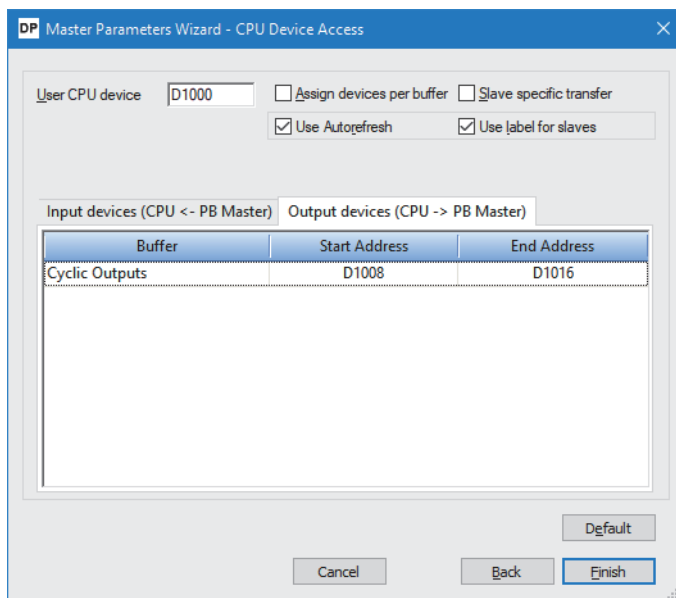 DP Master Parameters Wizard - CPU Device Access
User CPU device D1000 Assign devices per buffer Slave specific transfer
Use Autorefresh Use label for slaves
Input devices (CPU <- PB Master) Output devices (CPU -> PB Master)
Buffer Start Address End Address
Cyclic Outputs D1008 D1016
Default
Cancel Back Finish